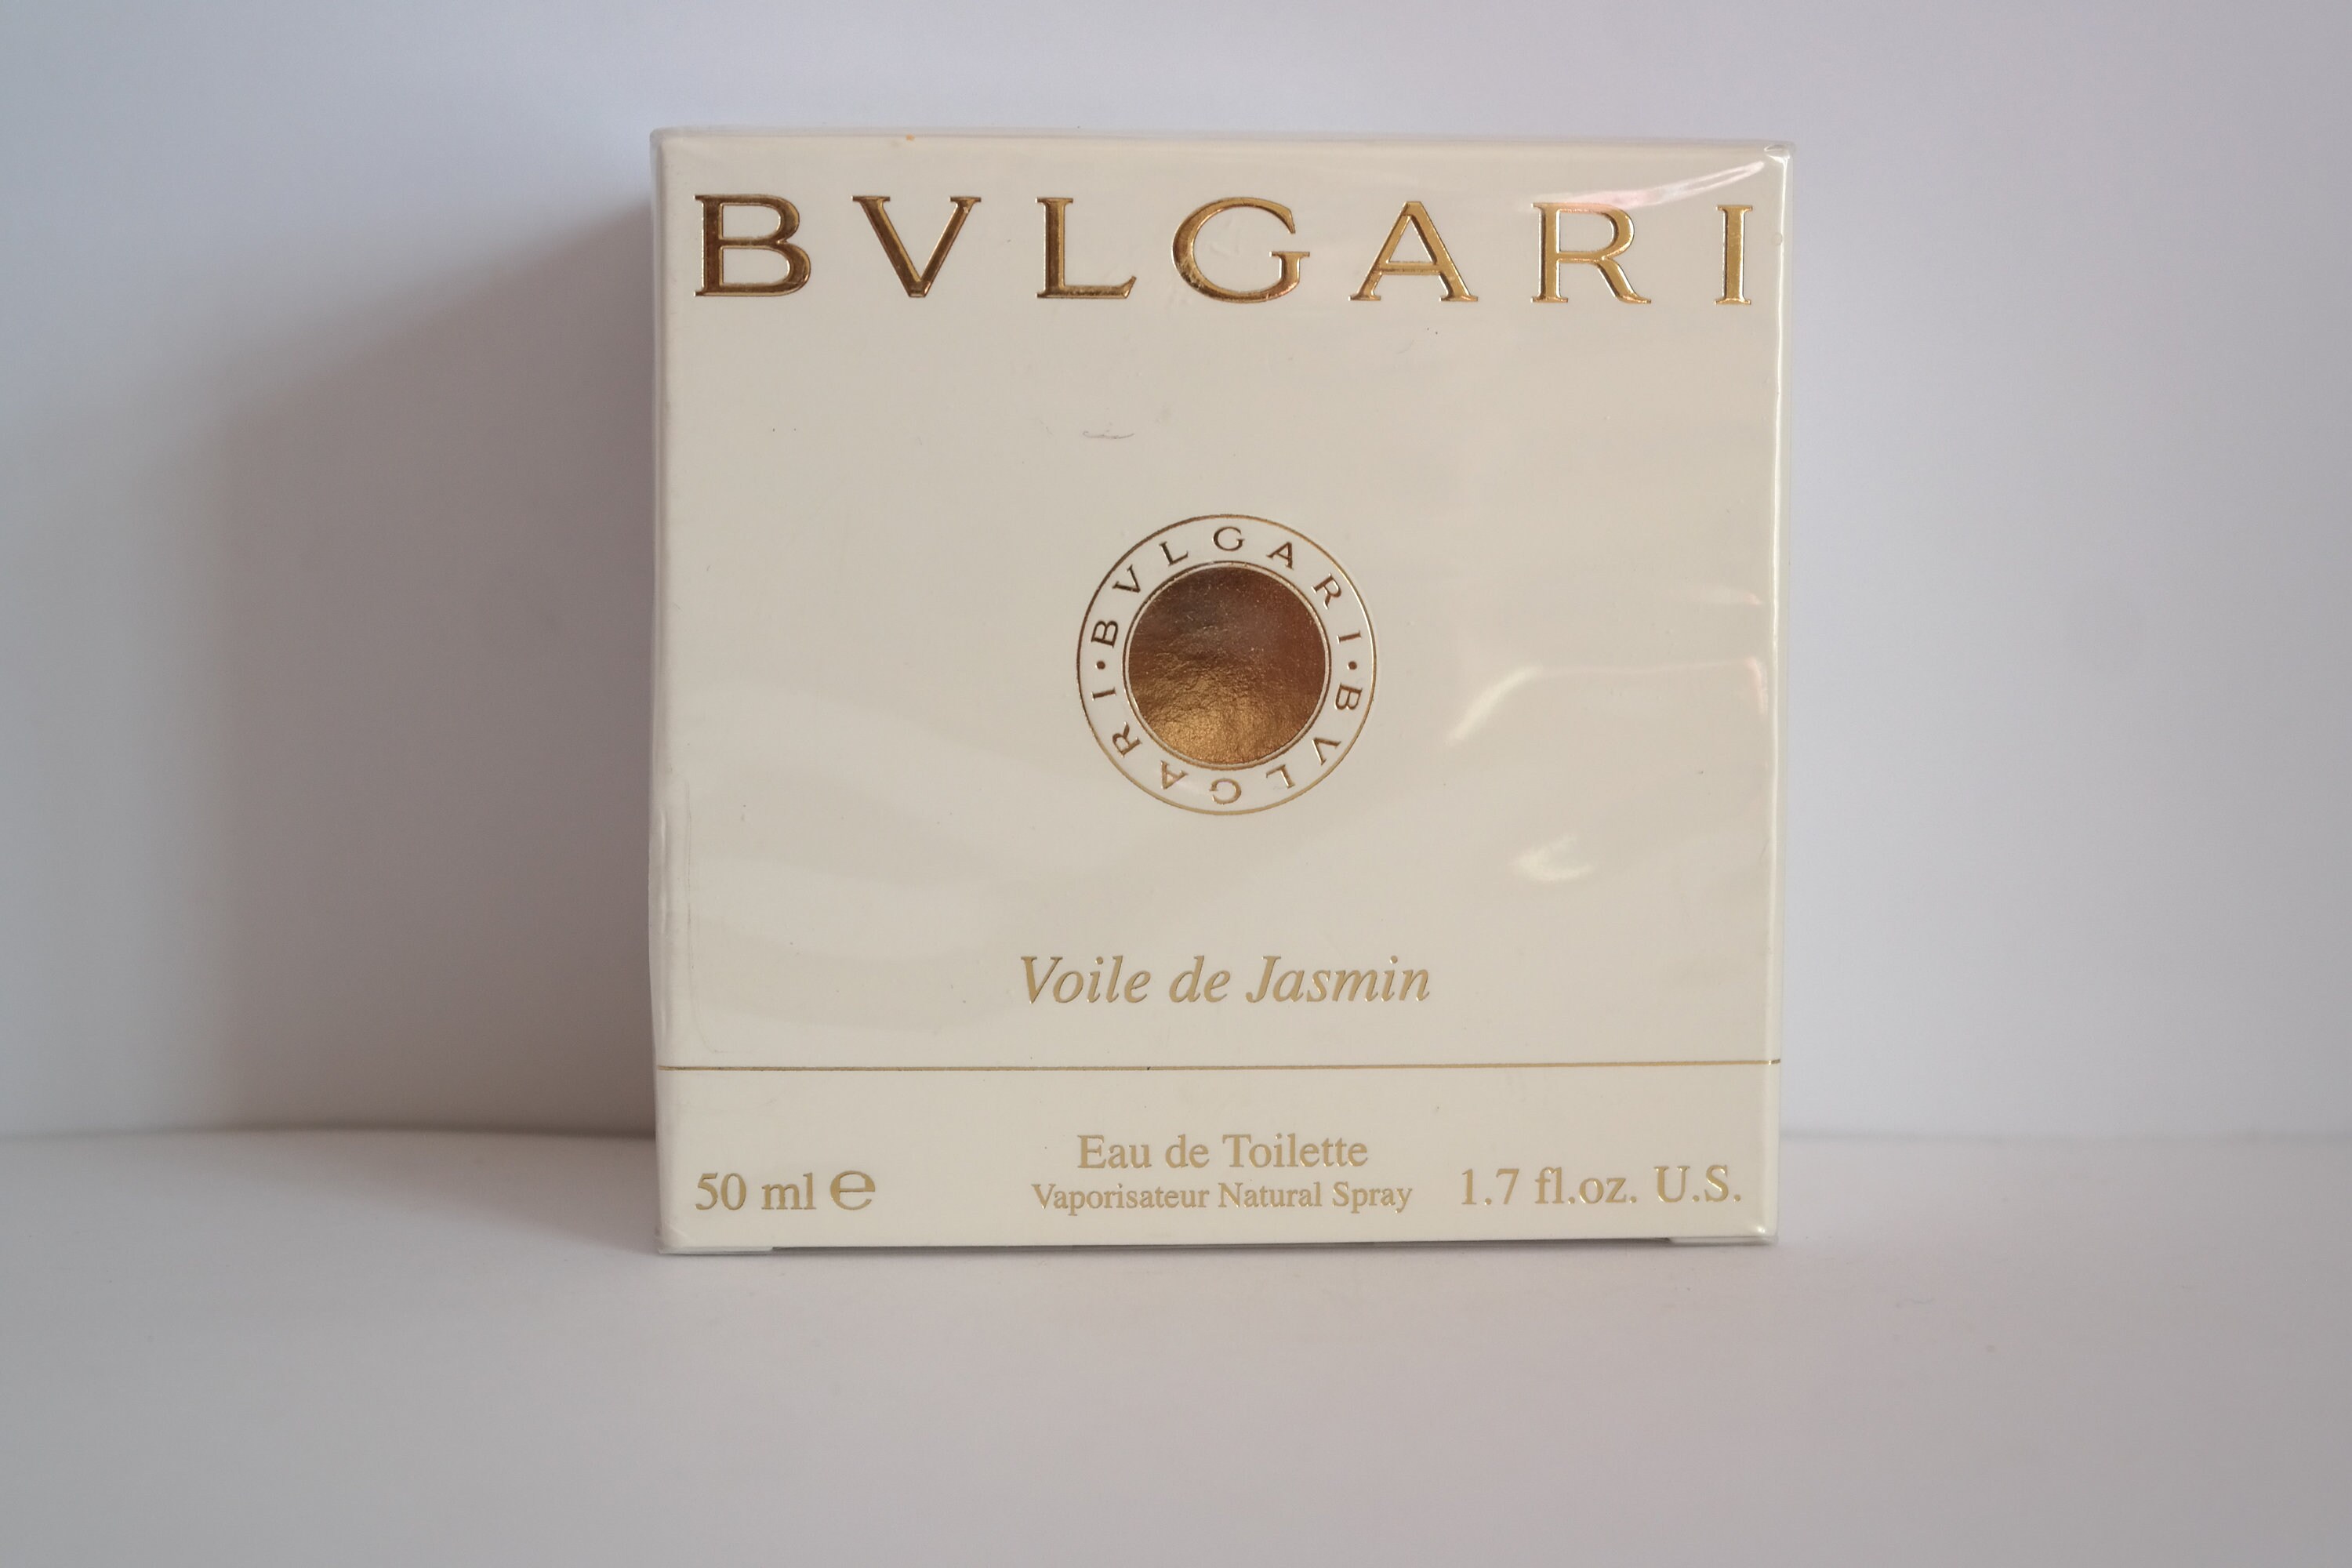 BVLGARI
BVLGARI · BVLGARI ·
Voile de Jasmin
Eau de Toilette
50 ml ℮ Vaporisateur Natural Spray 1.7 fl.oz. U.S.